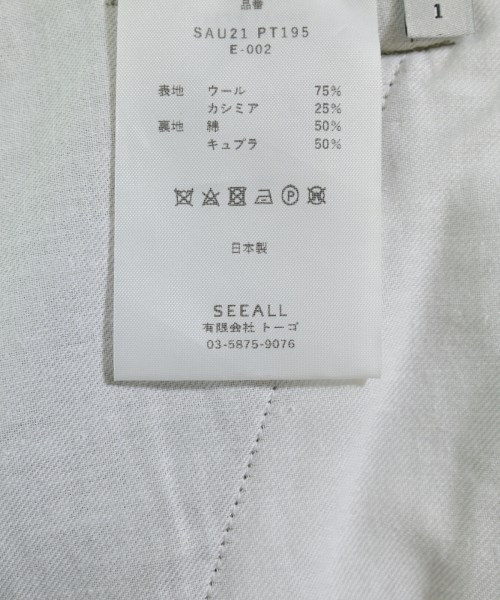 品番
1
SAU21 PT195
E-002
表地 ウール 75%
カシミア 25%
裏地 綿 50%
キュプラ 50%
日本製
SEEALL
有限会社 トーゴ
03-5875-9076